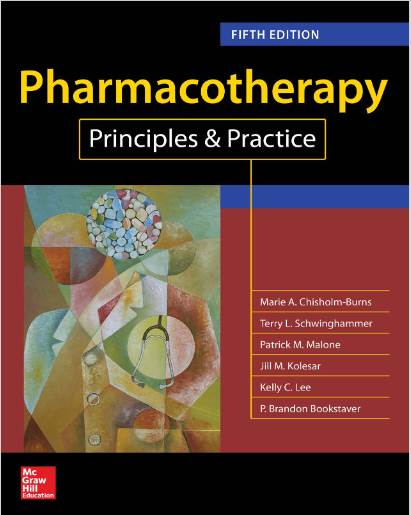 FIFTH EDITION
Pharmacotherapy
Principles & Practice
Marie A. Chisholm-Burns
Terry L. Schwinghammer
Patrick M. Malone
Jill M. Kolesar
Kelly C. Lee
P. Brandon Bookstaver
Mc
Graw
Hill
Education